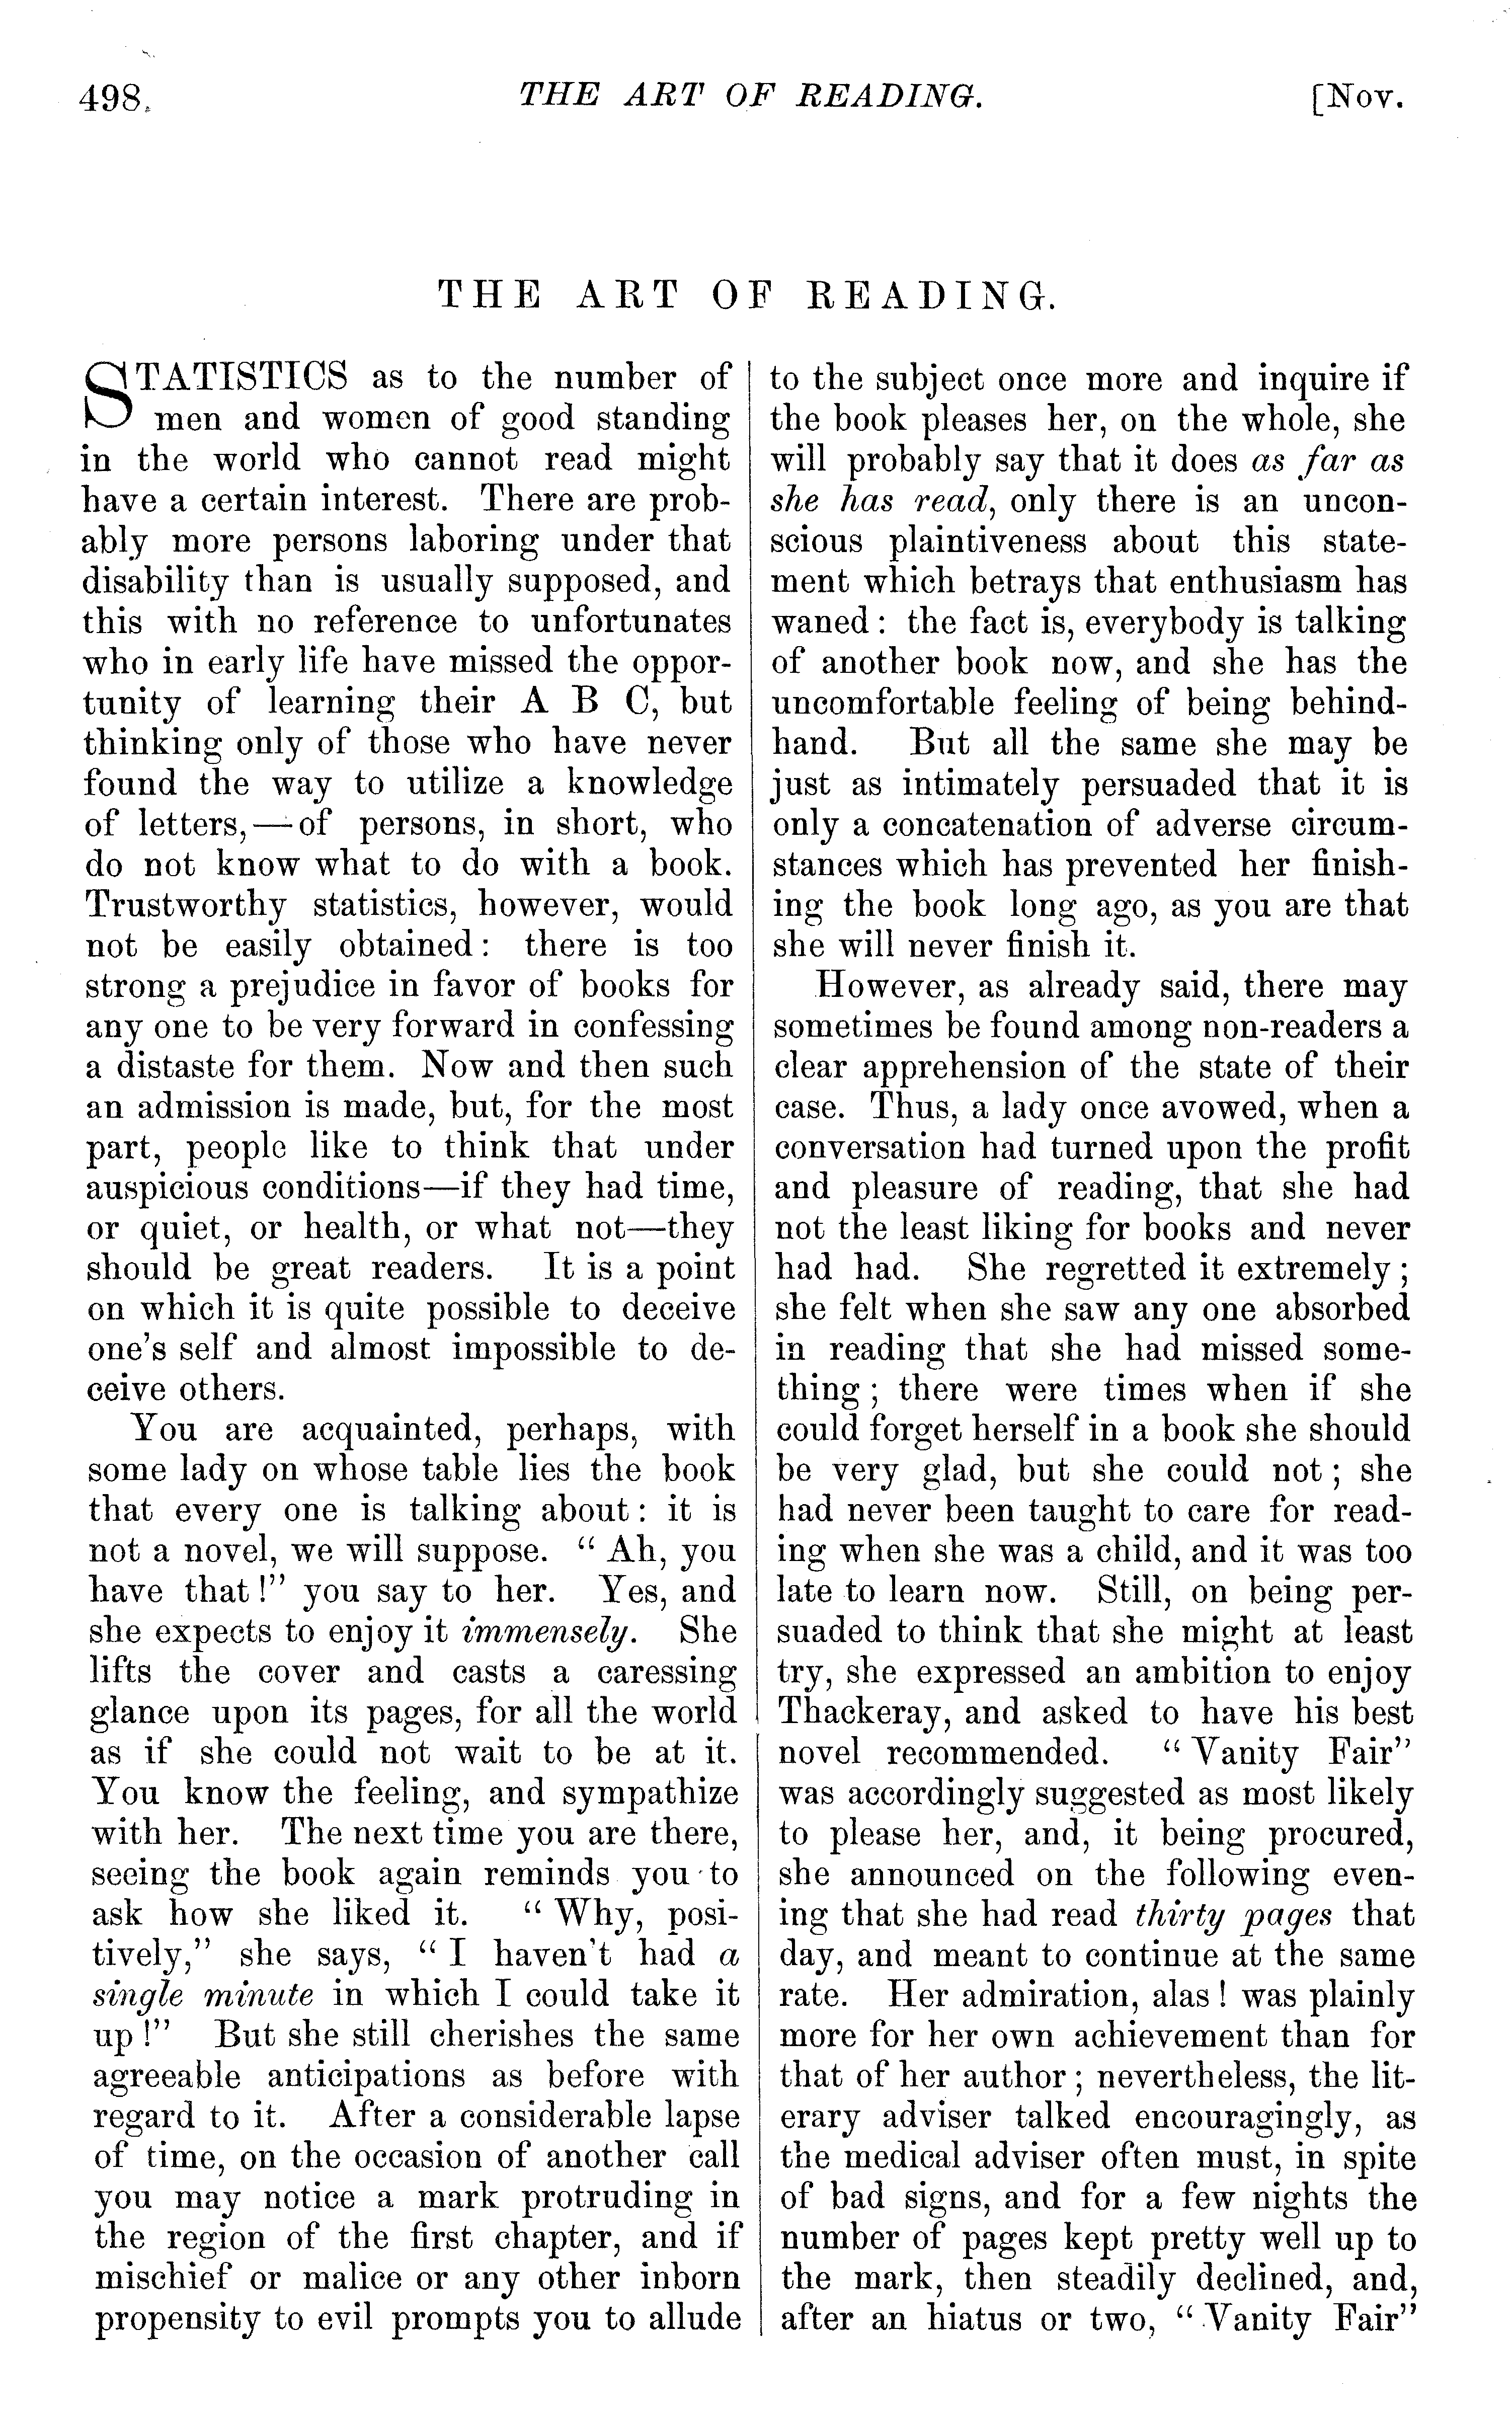 498.
THE ART OF READING.
[Nov.
THE ART OF READING.
STATISTICS as to the number of
men and women of good standing
in the world who cannot read might
have a certain interest. There are prob-
ably more persons laboring under that
disability than is usually supposed, and
this with no reference to unfortunates
who in early life have missed the oppor-
tunity of learning their A B C, but
thinking only of those who have never
found the way to utilize a knowledge
of letters,—of persons, in short, who
do not know what to do with a book.
Trustworthy statistics, however, would
not be easily obtained: there is too
strong a prejudice in favor of books for
any one to be very forward in confessing
a distaste for them. Now and then such
an admission is made, but, for the most
part, people like to think that under
auspicious conditions—if they had time,
or quiet, or health, or what not—they
should be great readers. It is a point
on which it is quite possible to deceive
one's self and almost impossible to de-
ceive others.
You are acquainted, perhaps, with
some lady on whose table lies the book
that every one is talking about: it is
not a novel, we will suppose. "Ah, you
have that!" you say to her. Yes, and
she expects to enjoy it immensely. She
lifts the cover and casts a caressing
glance upon its pages, for all the world
as if she could not wait to be at it.
You know the feeling, and sympathize
with her. The next time you are there,
seeing the book again reminds you to
ask how she liked it. "Why, posi-
tively," she says, "I haven't had a
single minute in which I could take it
up!" But she still cherishes the same
agreeable anticipations as before with
regard to it. After a considerable lapse
of time, on the occasion of another call
you may notice a mark protruding in
the region of the first chapter, and if
mischief or malice or any other inborn
propensity to evil prompts you to allude
to the subject once more and inquire if
the book pleases her, on the whole, she
will probably say that it does as far as
she has read, only there is an uncon-
scious plaintiveness about this state-
ment which betrays that enthusiasm has
waned: the fact is, everybody is talking
of another book now, and she has the
uncomfortable feeling of being behind-
hand. But all the same she may be
just as intimately persuaded that it is
only a concatenation of adverse circum-
stances which has prevented her finish-
ing the book long ago, as you are that
she will never finish it.
However, as already said, there may
sometimes be found among non-readers a
clear apprehension of the state of their
case. Thus, a lady once avowed, when a
conversation had turned upon the profit
and pleasure of reading, that she had
not the least liking for books and never
had had. She regretted it extremely;
she felt when she saw any one absorbed
in reading that she had missed some-
thing; there were times when if she
could forget herself in a book she should
be very glad, but she could not; she
had never been taught to care for read-
ing when she was a child, and it was too
late to learn now. Still, on being per-
suaded to think that she might at least
try, she expressed an ambition to enjoy
Thackeray, and asked to have his best
novel recommended. "Vanity Fair"
was accordingly suggested as most likely
to please her, and, it being procured,
she announced on the following even-
ing that she had read thirty pages that
day, and meant to continue at the same
rate. Her admiration, alas! was plainly
more for her own achievement than for
that of her author; nevertheless, the lit-
erary adviser talked encouragingly, as
the medical adviser often must, in spite
of bad signs, and for a few nights the
number of pages kept pretty well up to
the mark, then steadily declined, and,
after an hiatus or two, "Vanity Fair"